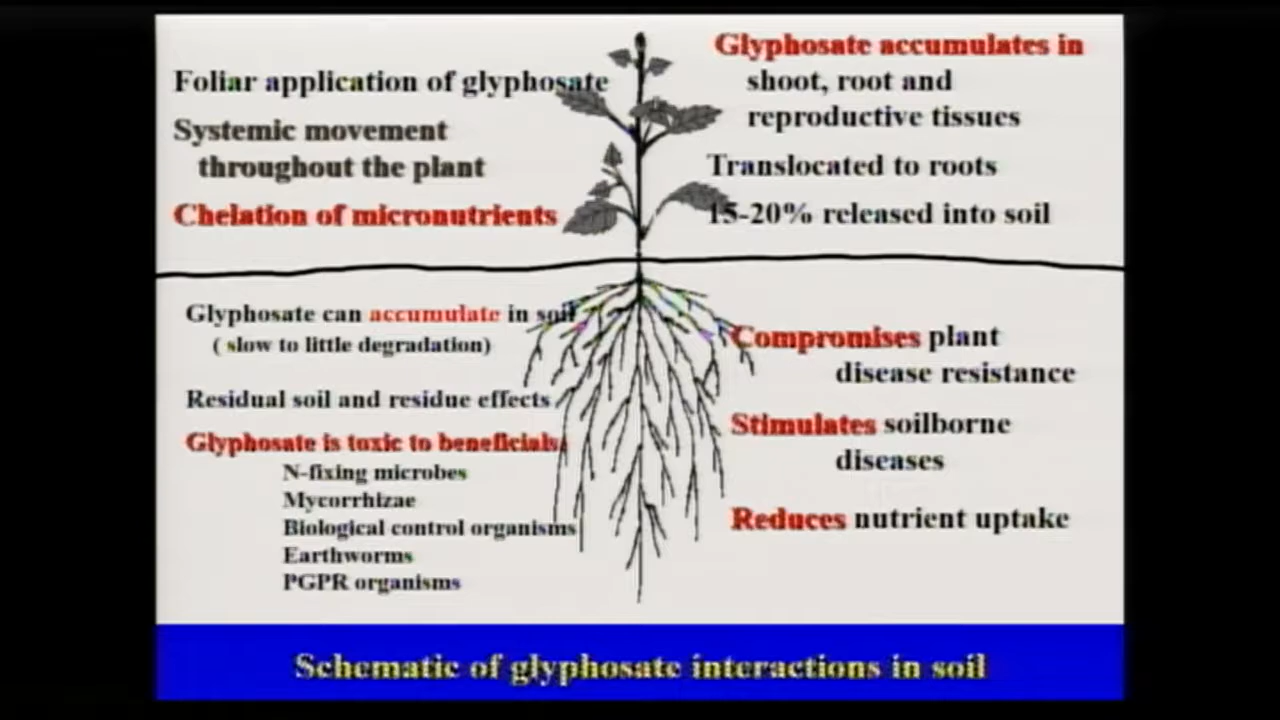 Foliar application of glyphosate
Systemic movement
throughout the plant
Chelation of micronutrients
Glyphosate accumulates in
shoot, root and
reproductive tissues
Translocated to roots
15-20% released into soil
Glyphosate can accumulate in soil
( slow to little degradation)
Residual soil and residue effects
Glyphosate is toxic to beneficials:
N-fixing microbes
Mycorrhizae
Biological control organisms
Earthworms
PGPR organisms
Compromises plant
disease resistance
Stimulates soilborne
diseases
Reduces nutrient uptake
Schematic of glyphosate interactions in soil